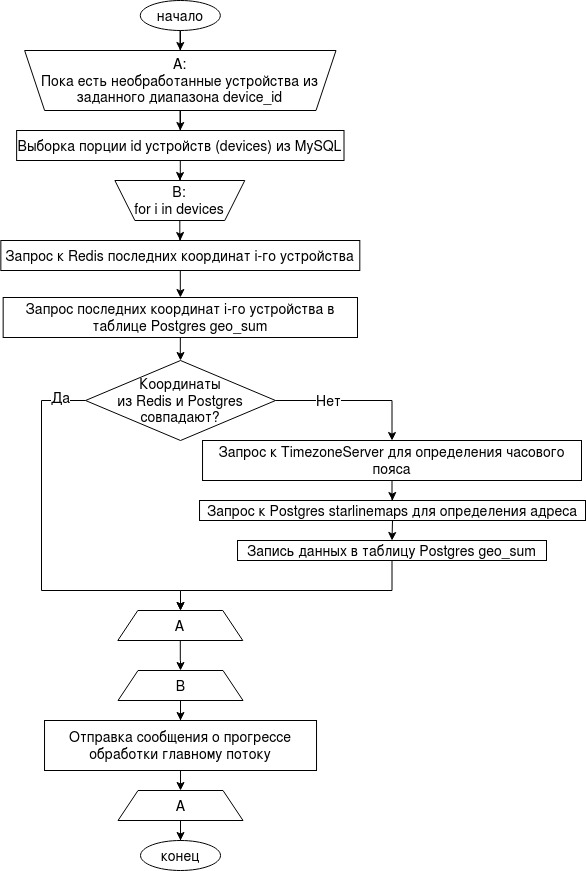 начало
А:
Пока есть необработанные устройства из
заданного диапазона device_id
Выборка порции id устройств (devices) из MySQL
В:
for i in devices
Запрос к Redis последних координат i-го устройства
Запрос последних координат i-го устройства в
таблице Postgres geo_sum
Координаты
из Redis и Postgres
совпадают?
Да
Нет
Запрос к TimezoneServer для определения часового
пояса
Запрос к Postgres starlinemaps для определения адреса
Запись данных в таблицу Postgres geo_sum
А
В
Отправка сообщения о прогрессе
обработки главному потоку
А
конец